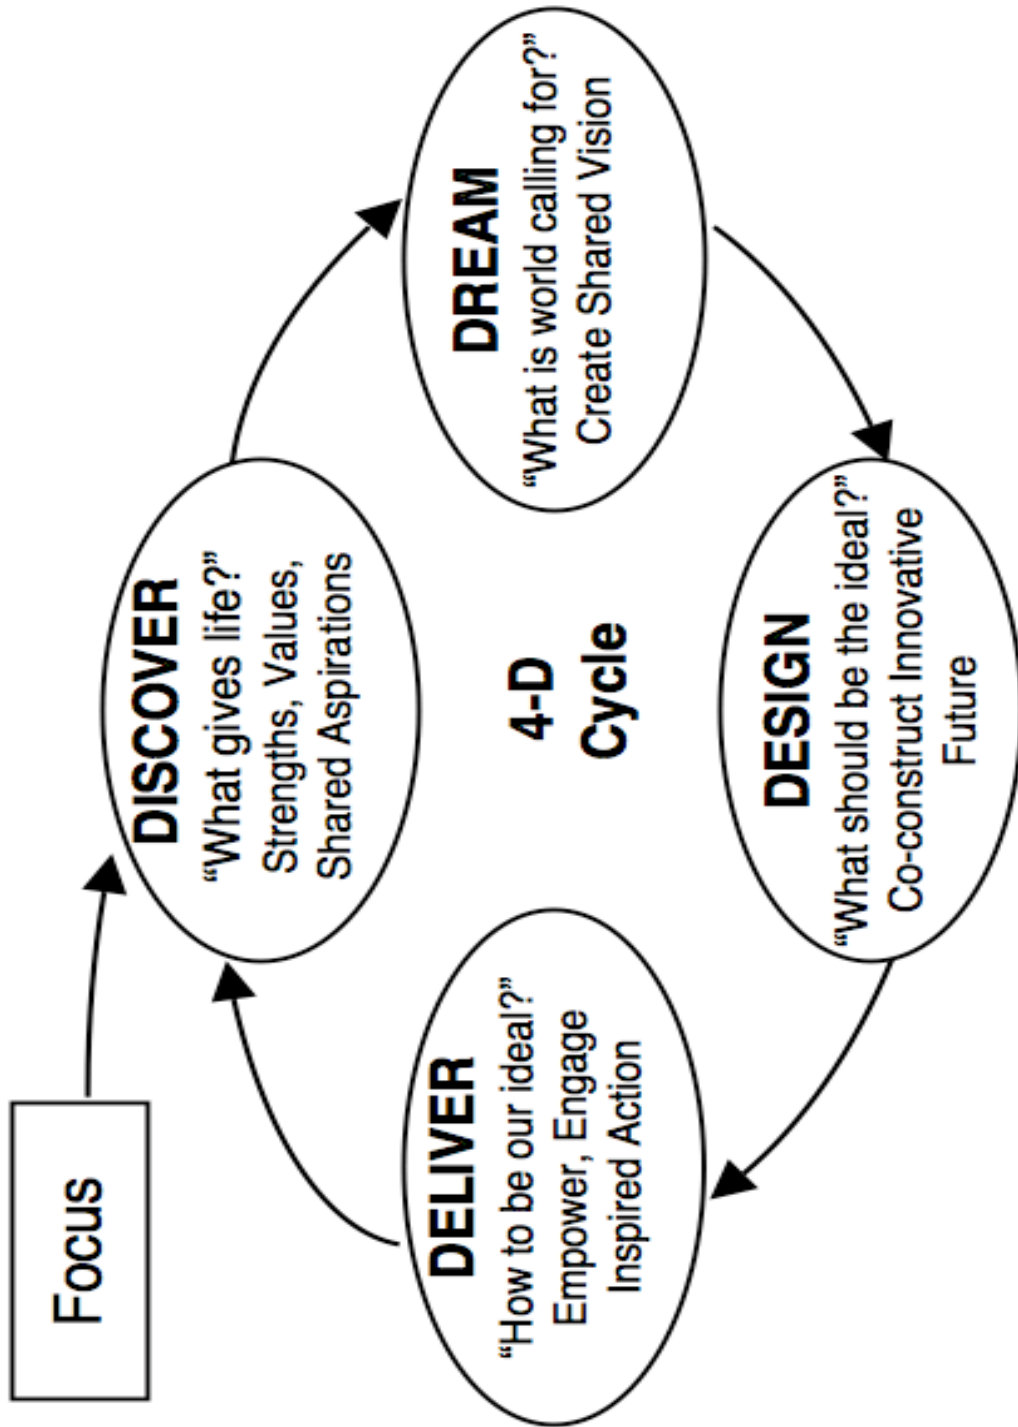 Focus
DISCOVER
“What gives life?”
Strengths, Values,
Shared Aspirations
DREAM
“What is world calling for?”
Create Shared Vision
DESIGN
“What should be the ideal?”
Co-construct Innovative
Future
DELIVER
“How to be our ideal?”
Empower, Engage
Inspired Action
4-D
Cycle